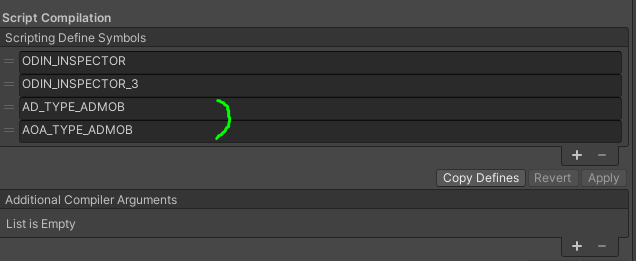 Script Compilation
Scripting Define Symbols
ODIN_INSPECTOR
ODIN_INSPECTOR_3
AD_TYPE_ADMOB
AOA_TYPE_ADMOB
+ −
Copy Defines Revert Apply
Additional Compiler Arguments
List is Empty
+ −